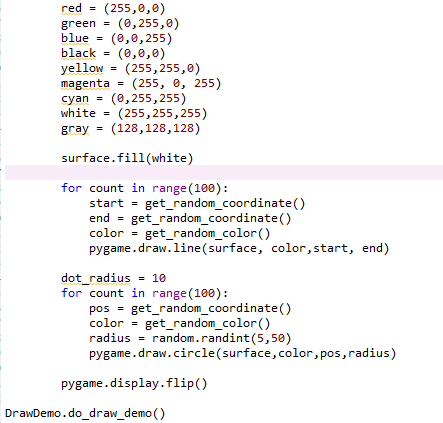 red = (255,0,0)
green = (0,255,0)
blue = (0,0,255)
black = (0,0,0)
yellow = (255,255,0)
magenta = (255, 0, 255)
cyan = (0,255,255)
white = (255,255,255)
gray = (128,128,128)
surface.fill(white)
for count in range(100):
start = get_random_coordinate()
end = get_random_coordinate()
color = get_random_color()
pygame.draw.line(surface, color,start, end)
dot_radius = 10
for count in range(100):
pos = get_random_coordinate()
color = get_random_color()
radius = random.randint(5,50)
pygame.draw.circle(surface,color,pos,radius)
pygame.display.flip()
DrawDemo.do_draw_demo()